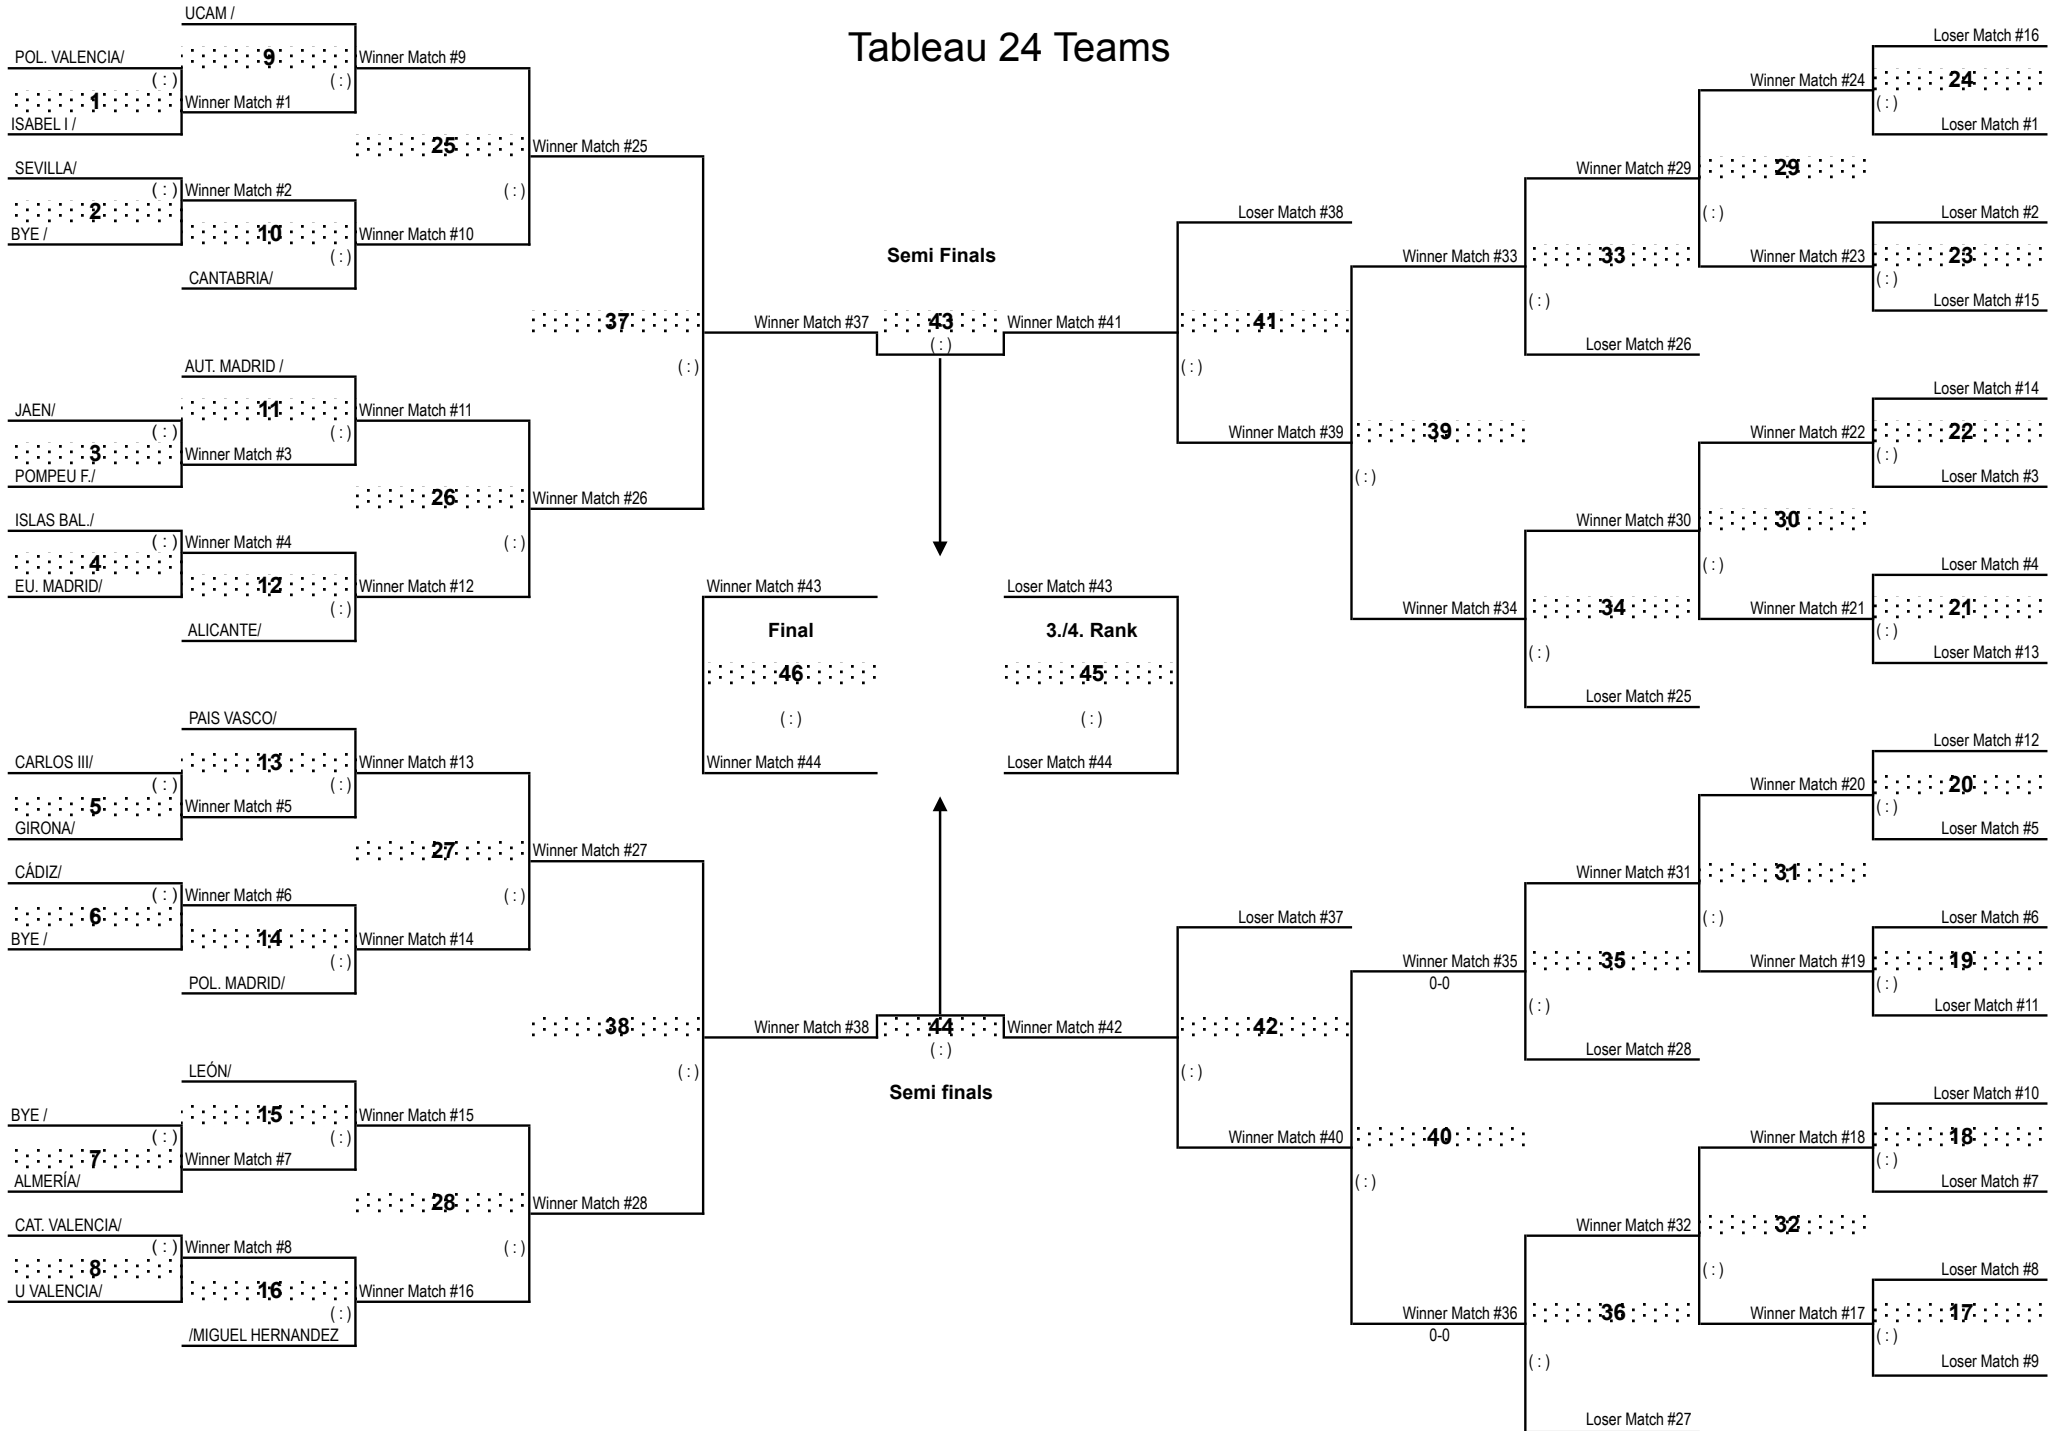 Tableau 24 Teams
UCAM /
POL. VALENCIA/
9
Winner Match #9
( : )
( : )
1
Winner Match #1
ISABEL I /
25
Winner Match #25
SEVILLA/
( : )
Winner Match #2
( : )
2
BYE /
10
Winner Match #10
( : )
CANTABRIA/
37
Winner Match #37
( : )
AUT. MADRID /
JAEN/
11
Winner Match #11
( : )
( : )
3
Winner Match #3
POMPEU F./
26
Winner Match #26
ISLAS BAL./
( : )
Winner Match #4
( : )
4
EU. MADRID/
12
Winner Match #12
( : )
ALICANTE/
PAIS VASCO/
CARLOS III/
13
Winner Match #13
( : )
( : )
5
Winner Match #5
GIRONA/
27
Winner Match #27
CÁDIZ/
( : )
Winner Match #6
( : )
6
BYE /
14
Winner Match #14
( : )
POL. MADRID/
38
Winner Match #38
( : )
LEÓN/
BYE /
15
Winner Match #15
( : )
( : )
7
Winner Match #7
ALMERÍA/
28
Winner Match #28
CAT. VALENCIA/
( : )
Winner Match #8
( : )
8
U VALENCIA/
16
Winner Match #16
( : )
/MIGUEL HERNANDEZ
Semi Finals
43
( : )
Winner Match #41
Winner Match #43
Final
46
( : )
Winner Match #44
Loser Match #43
3./4. Rank
45
( : )
Loser Match #44
44
( : )
Winner Match #42
Semi finals
Loser Match #38
41
( : )
Winner Match #39
Winner Match #33
39
( : )
Winner Match #34
Winner Match #29
33
( : )
Loser Match #26
Winner Match #30
34
( : )
Loser Match #25
Loser Match #16
Winner Match #24
24
( : )
Loser Match #1
29
( : )
Loser Match #2
Winner Match #23
23
( : )
Loser Match #15
Loser Match #14
Winner Match #22
22
( : )
Loser Match #3
30
( : )
Loser Match #4
Winner Match #21
21
( : )
Loser Match #13
Loser Match #37
42
( : )
Winner Match #40
Winner Match #35
0-0
40
( : )
Winner Match #36
0-0
Winner Match #31
35
( : )
Loser Match #28
Winner Match #32
36
( : )
Loser Match #27
Loser Match #12
Winner Match #20
20
( : )
Loser Match #5
31
( : )
Loser Match #6
Winner Match #19
19
( : )
Loser Match #11
Loser Match #10
Winner Match #18
18
( : )
Loser Match #7
32
( : )
Loser Match #8
Winner Match #17
17
( : )
Loser Match #9